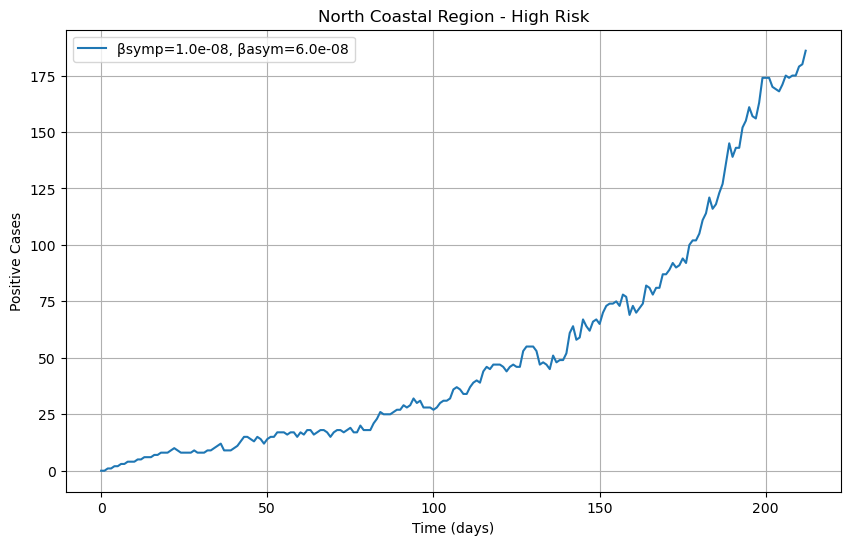 North Coastal Region - High Risk
βsymp=1.0e-08, βasym=6.0e-08
Positive Cases
175
150
125
100
75
50
25
0
0 50 100 150 200
Time (days)